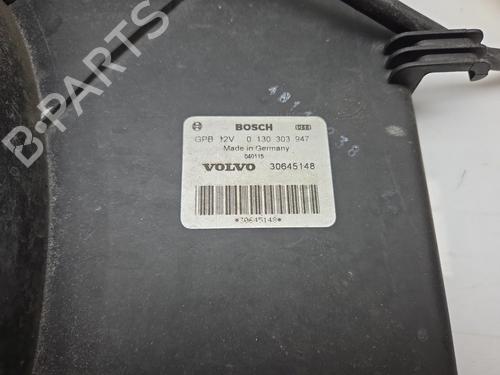 BOSCH
GPB 12V 0 130 303 947
Made in Germany
040115
VOLVO 30645148
*30645148*
B-PARTS